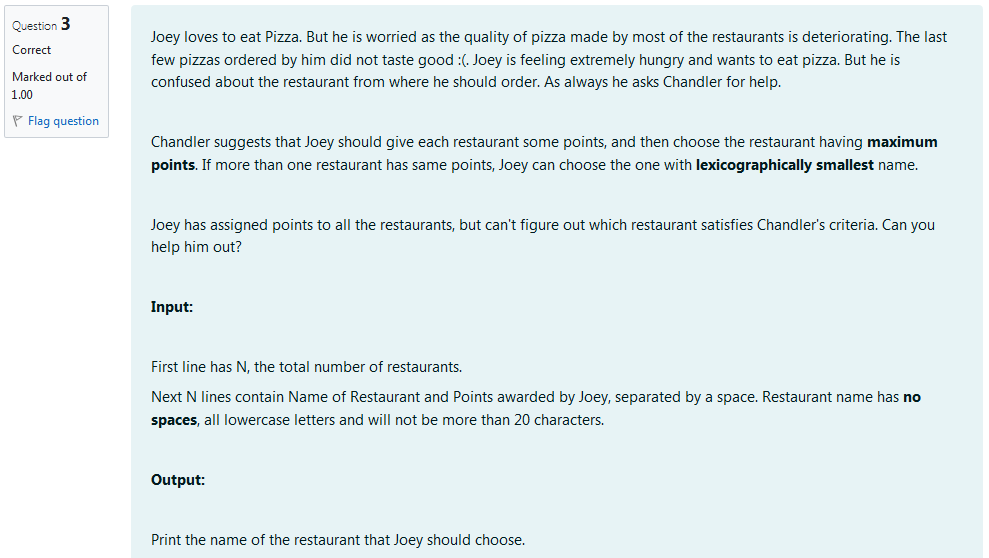 Question 3
Correct
Marked out of
1.00
Flag question
Joey loves to eat Pizza. But he is worried as the quality of pizza made by most of the restaurants is deteriorating. The last
few pizzas ordered by him did not taste good :(. Joey is feeling extremely hungry and wants to eat pizza. But he is
confused about the restaurant from where he should order. As always he asks Chandler for help.
Chandler suggests that Joey should give each restaurant some points, and then choose the restaurant having maximum
points. If more than one restaurant has same points, Joey can choose the one with lexicographically smallest name.
Joey has assigned points to all the restaurants, but can't figure out which restaurant satisfies Chandler's criteria. Can you
help him out?
Input:
First line has N, the total number of restaurants.
Next N lines contain Name of Restaurant and Points awarded by Joey, separated by a space. Restaurant name has no
spaces, all lowercase letters and will not be more than 20 characters.
Output:
Print the name of the restaurant that Joey should choose.